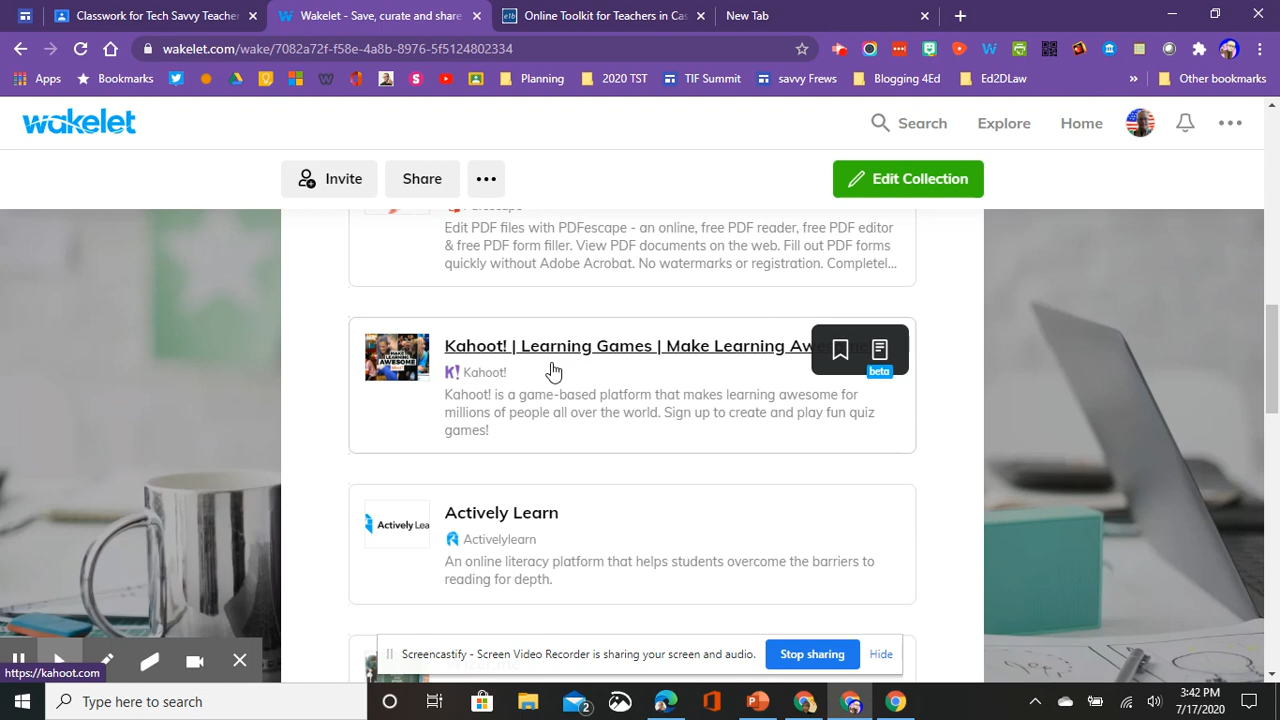 Classwork for Tech Savvy Teacher
Wakelet - Save, curate and share
e1b
Online Toolkit for Teachers in Cas
New Tab
wakelet.com/wake/7082a72f-f58e-4a8b-8976-5f5124802334
Apps
Bookmarks
Planning
2020 TST
TIF Summit
savvy Frews
Blogging 4Ed
Ed2DLaw
»
Other bookmarks
wakelet
Search
Explore
Home
Invite
Share
Edit Collection
Edit PDF files with PDFescape - an online, free PDF reader, free PDF editor
& free PDF form filler. View PDF documents on the web. Fill out PDF forms
quickly without Adobe Acrobat. No watermarks or registration. Completel...
MAKE
LEARNING
AWESOME
Kahoot! | Learning Games | Make Learning
beta
K! Kahoot!
Kahoot! is a game-based platform that makes learning awesome for
millions of people all over the world. Sign up to create and play fun quiz
games!
Actively Lea
Actively Learn
Activelylearn
An online literacy platform that helps students overcome the barriers to
reading for depth.
Screencastify - Screen Video Recorder is sharing your screen and audio.
Stop sharing
Hide
https://kahoot.com
Type here to search
2
3:42 PM
7/17/2020